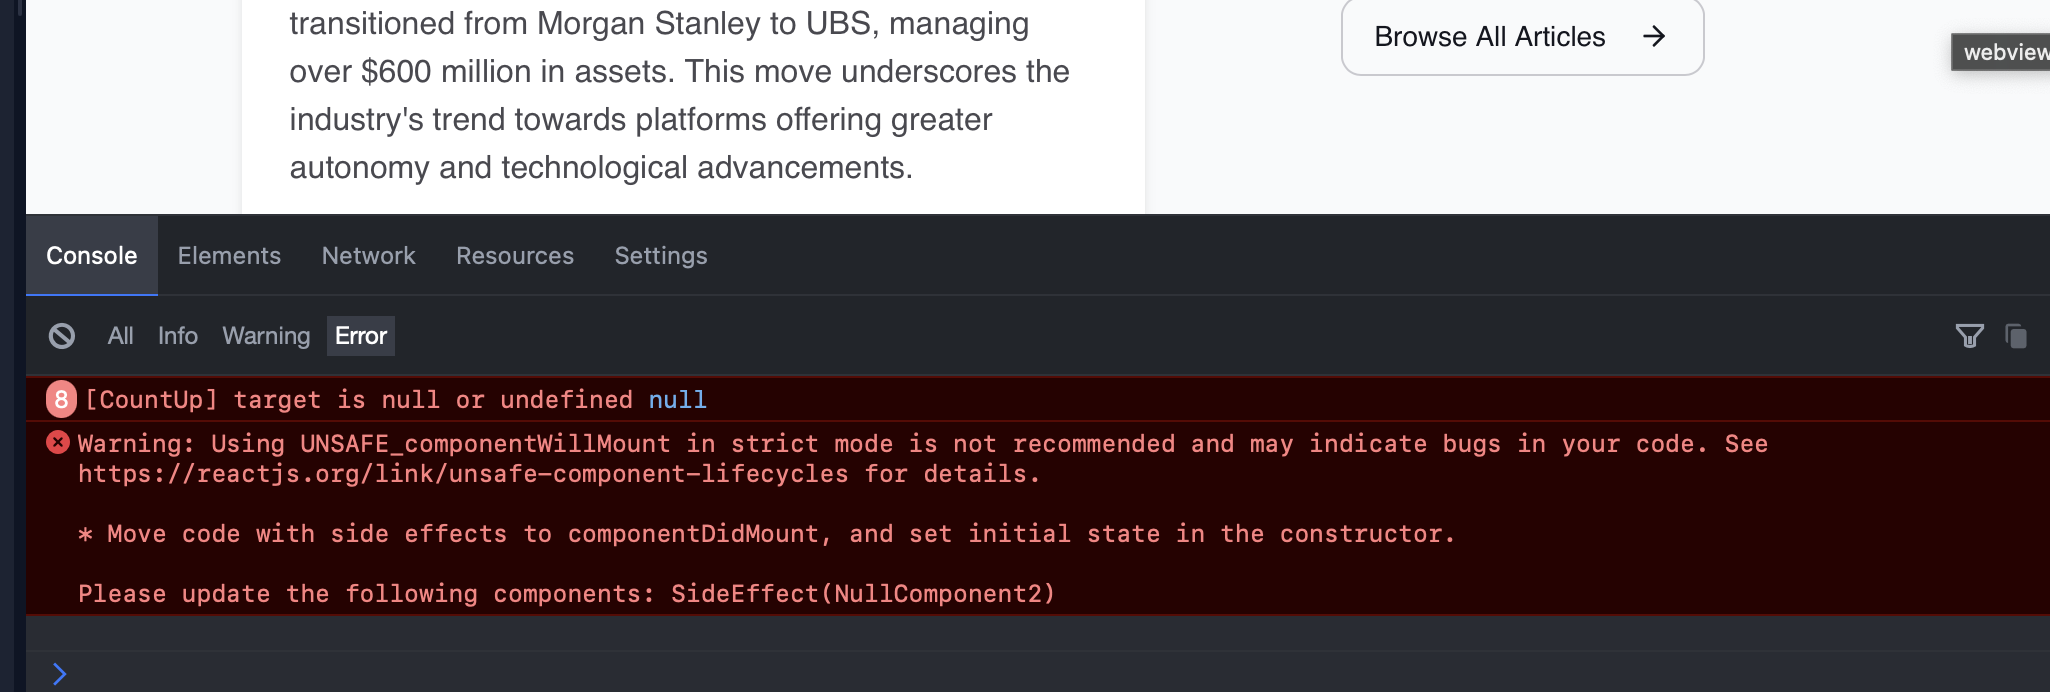 transitioned from Morgan Stanley to UBS, managing
over $600 million in assets. This move underscores the
industry's trend towards platforms offering greater
autonomy and technological advancements.
Browse All Articles →
webview
Console Elements Network Resources Settings
All Info Warning Error
8 [CountUp] target is null or undefined null
Warning: Using UNSAFE_componentWillMount in strict mode is not recommended and may indicate bugs in your code. See
https://reactjs.org/link/unsafe-component-lifecycles for details.
* Move code with side effects to componentDidMount, and set initial state in the constructor.
Please update the following components: SideEffect(NullComponent2)